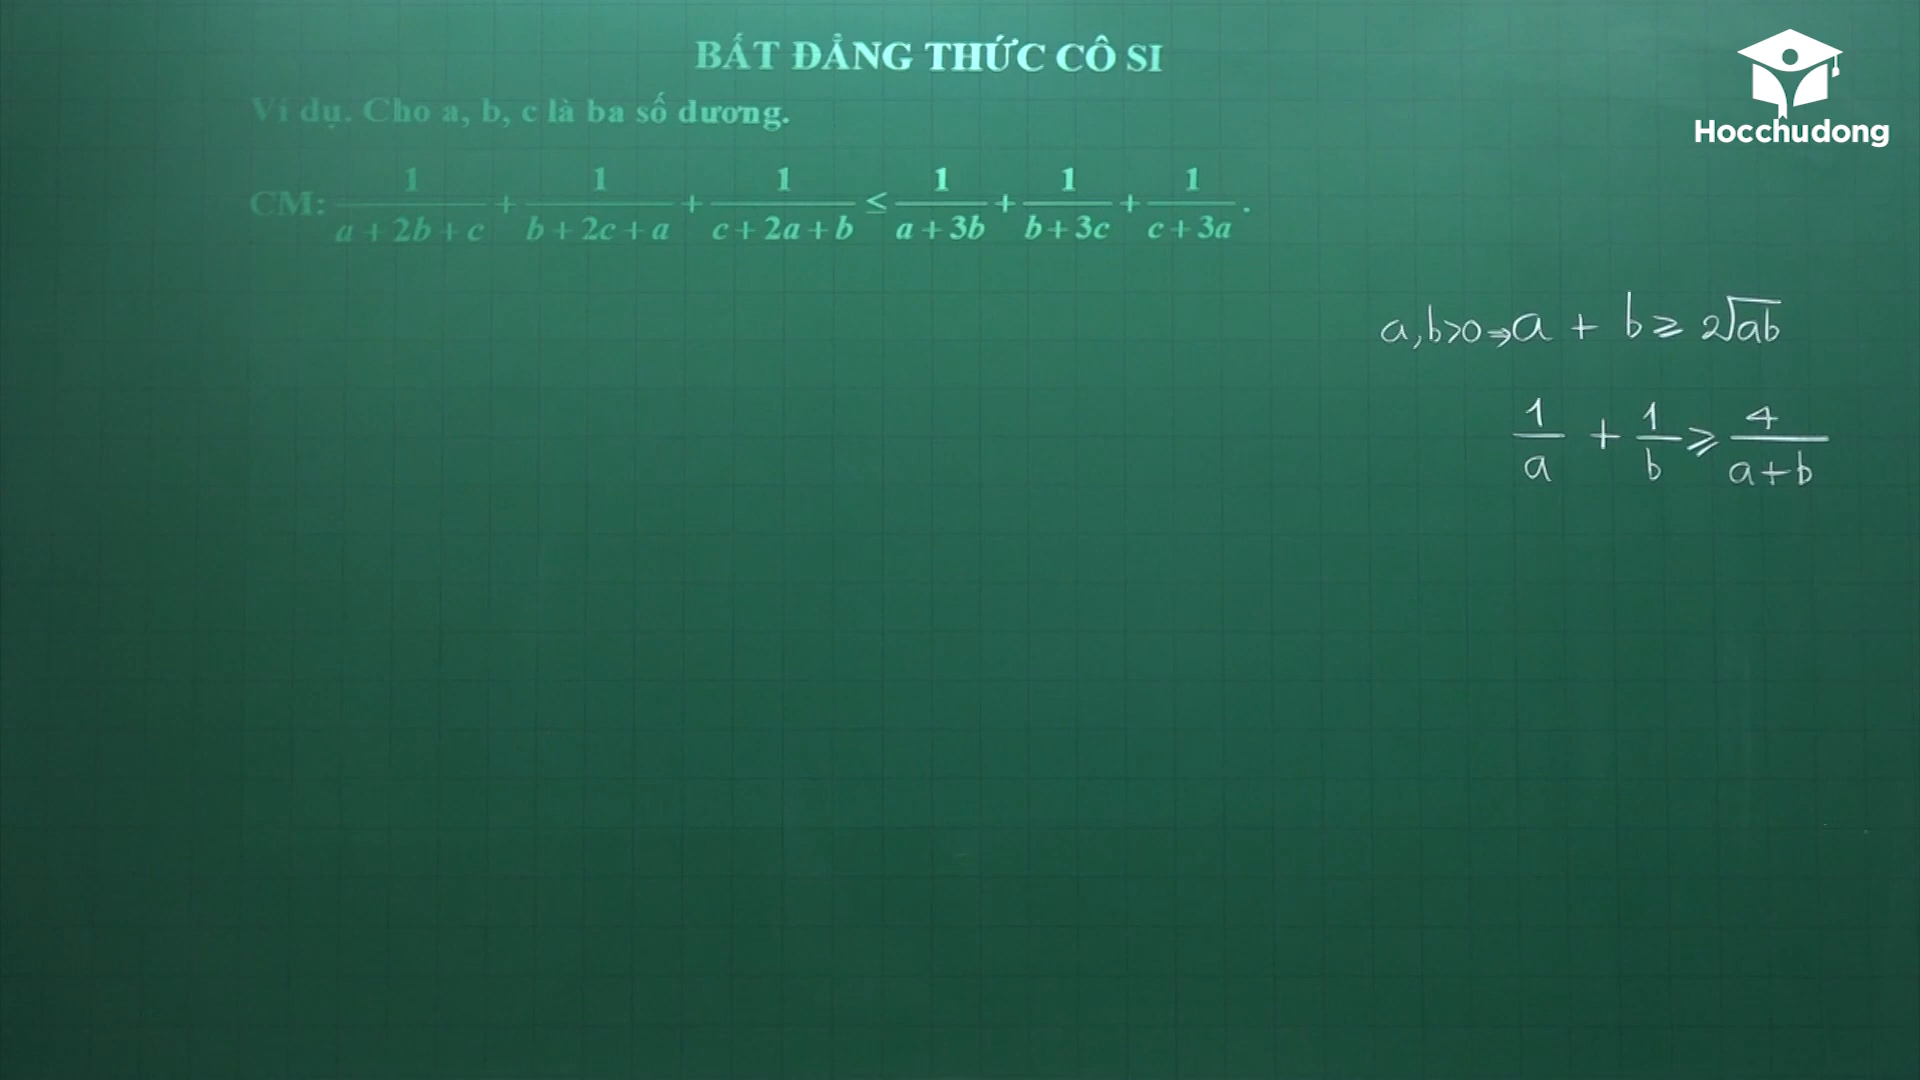 BẤT ĐẲNG THỨC CÔ SI
Hocchudong
Ví dụ. Cho a, b, c là ba số dương.
CM: 1/(a + 2b + c) + 1/(b + 2c + a) + 1/(c + 2a + b) ≤ 1/(a + 3b) + 1/(b + 3c) + 1/(c + 3a).
a, b > 0 ⇒ a + b ≥ 2√ab
1/a + 1/b ≥ 4/(a+b)